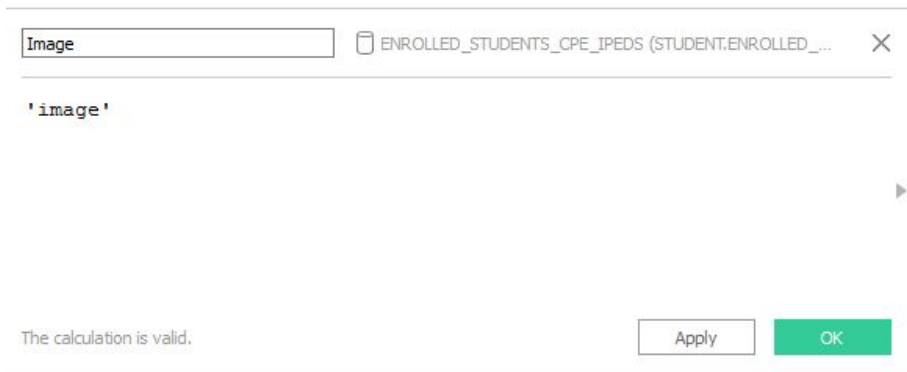 Image ENROLLED_STUDENTS_CPE_IPEDS (STUDENT.ENROLLED_...
'image'
The calculation is valid. Apply OK